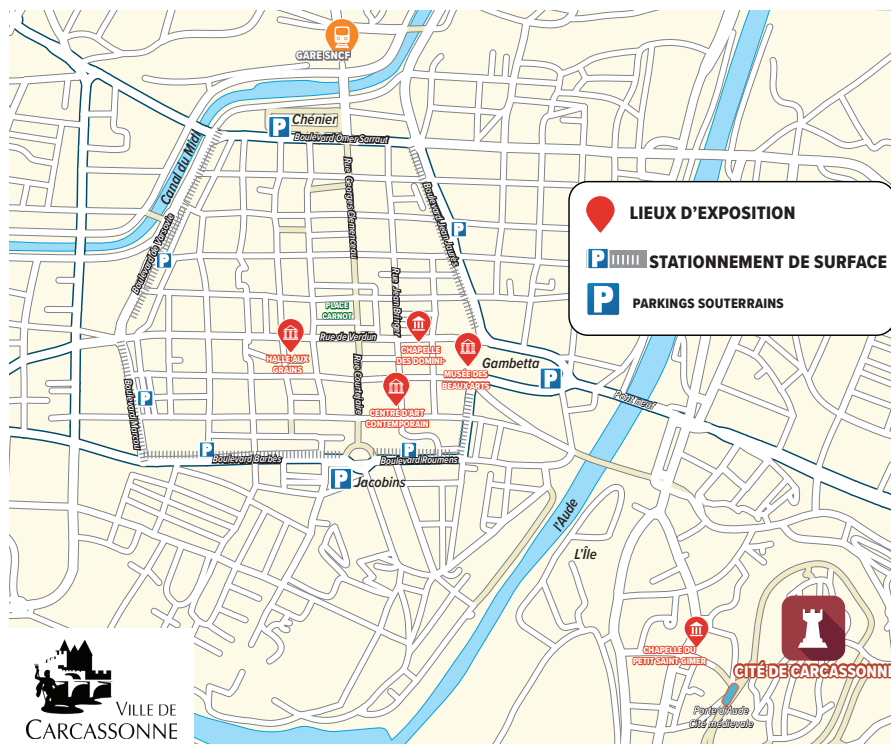 GARE SNCF
Chénier
P
Boulevard Omer Sarraut
Canal du Midi
Rue Georges Clemenceau
Boulevard Jean Jaurès
P
LIEUX D'EXPOSITION
P STATIONNEMENT DE SURFACE
P PARKINGS SOUTERRAINS
Boulevard de Varsovie
P
Rue Jean Bringer
PLACE
CARNOT
Rue de Verdun
HALLE AUX
GRAINS
CHAPELLE
DES DOMINI-
MUSÉE DES
BEAUX ARTS
Gambetta
P
Rue Courtejaire
CENTRE D'ART
CONTEMPORAIN
Pont neuf
Boulevard Marcou
P
P
Boulevard Barbès
P
Boulevard Roumens
P
Jacobins
l'Aude
L'Île
CHAPELLE DU
PETIT SAINT GIMER
CITÉ DE CARCASSONNE
Porte d'Aude
Cité médievale
VILLE DE
CARCASSONNE